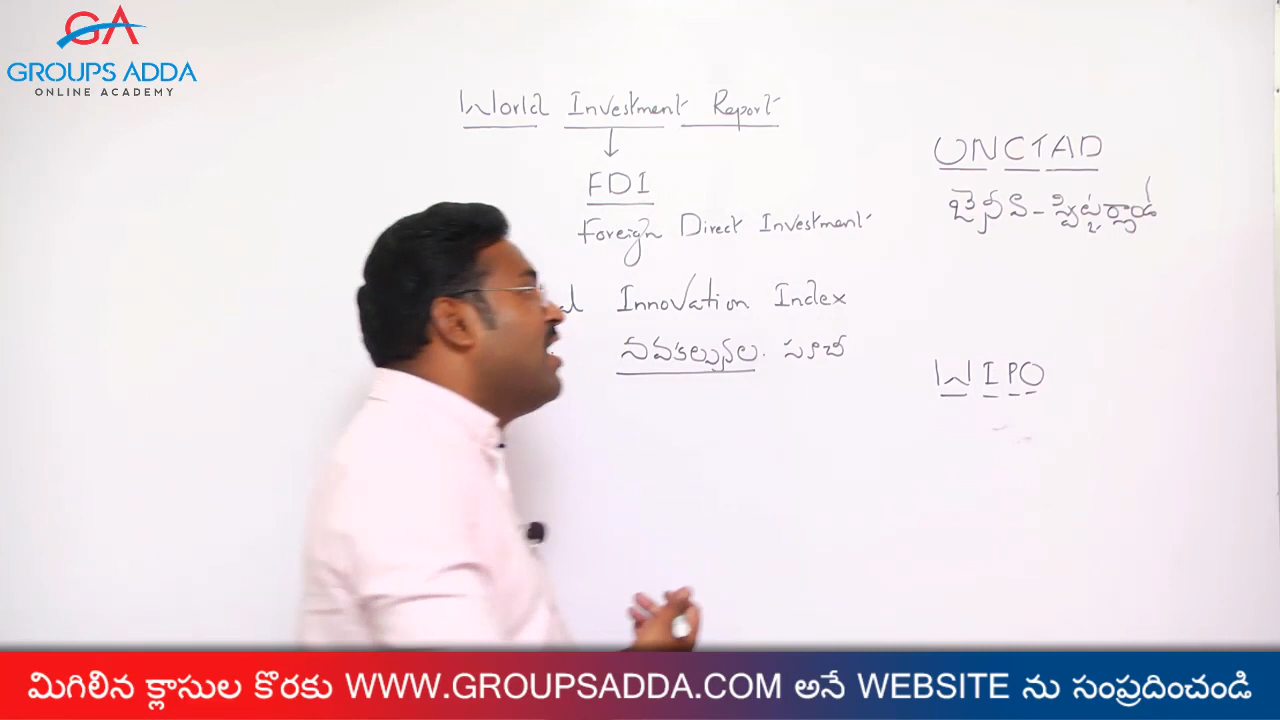 GA
GROUPS ADDA
ONLINE ACADEMY
World Investment Report
FDI
Foreign Direct Investment
Innovation Index
నవకల్పనల సూచీ
UNCTAD
జెనీవా - స్విట్జర్లాండ్
WIPO
మిగిలిన క్లాసుల కొరకు WWW.GROUPSADDA.COM అనే WEBSITE ను సంప్రదించండి